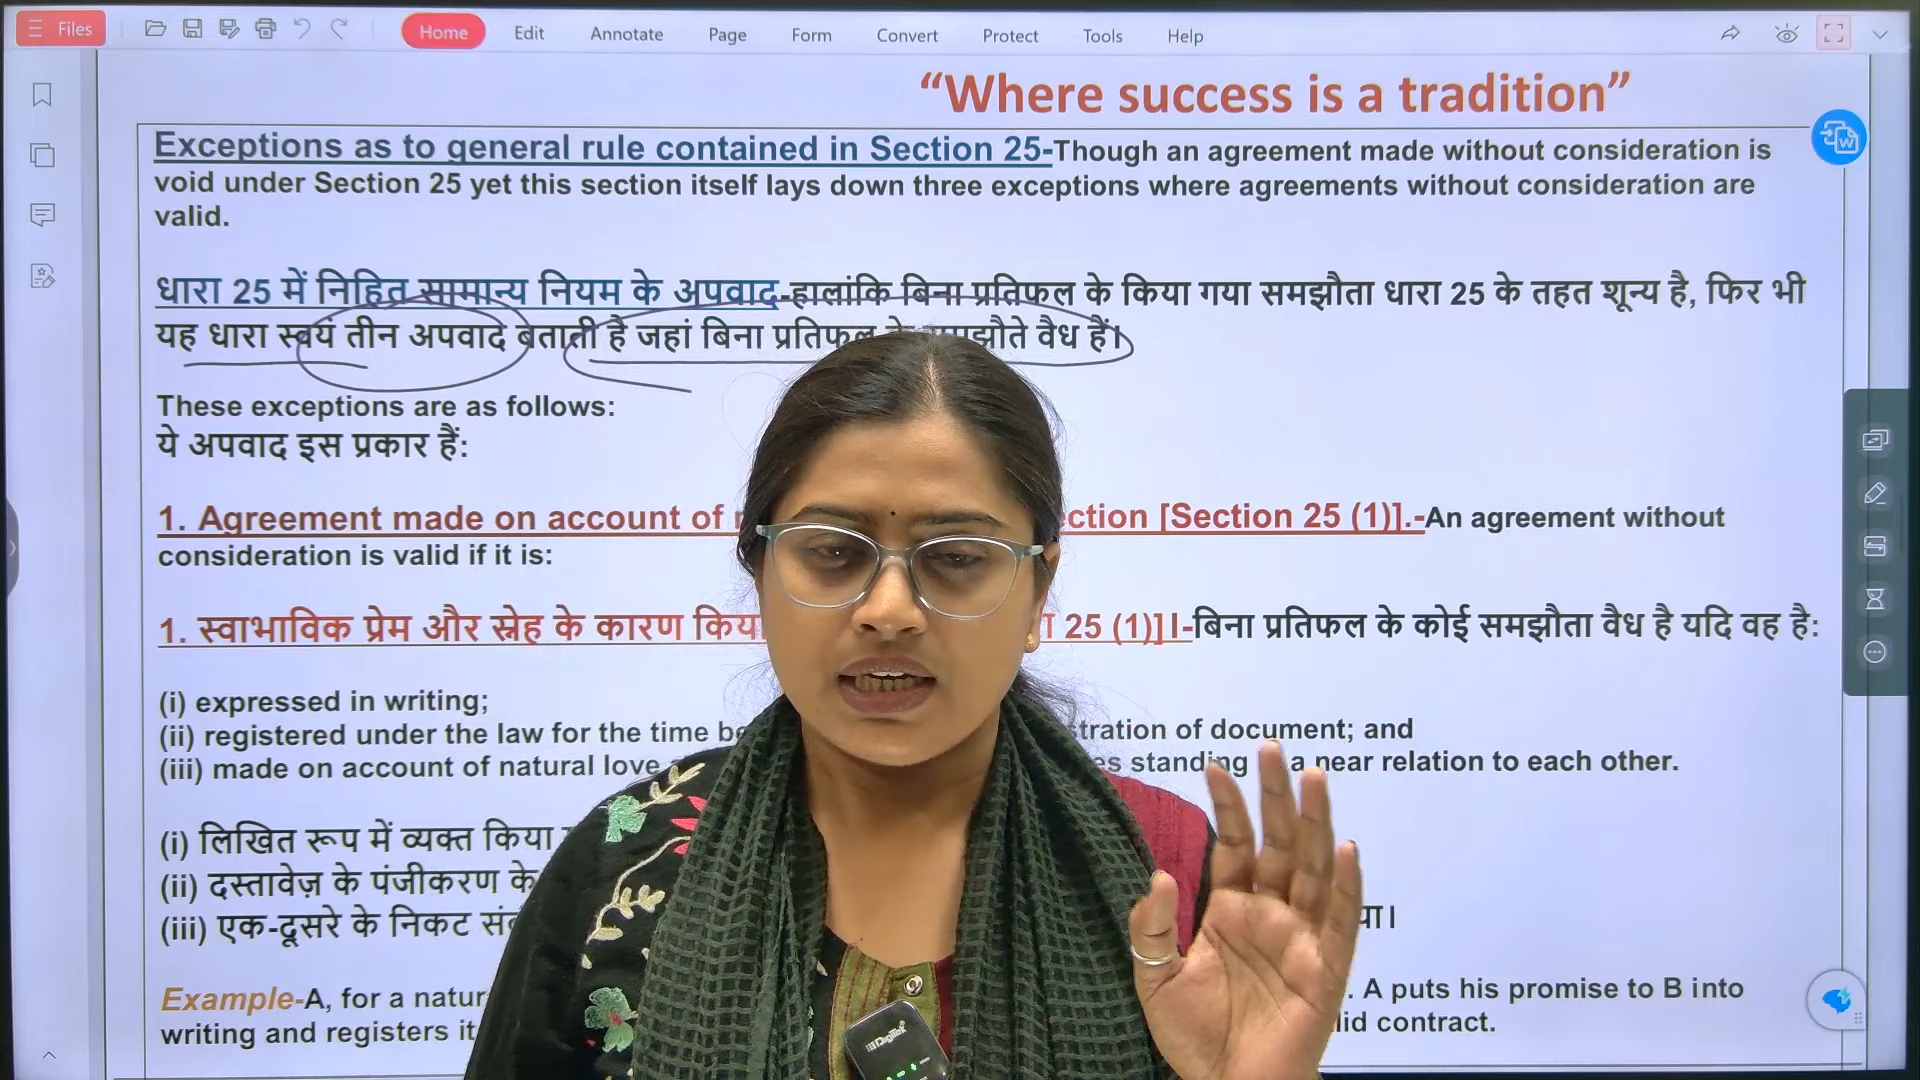 Files
Home Edit Annotate Page Form Convert Protect Tools Help
“Where success is a tradition”
Exceptions as to general rule contained in Section 25-Though an agreement made without consideration is
void under Section 25 yet this section itself lays down three exceptions where agreements without consideration are
valid.
धारा 25 में निहित सामान्य नियम के अपवाद-हालांकि बिना प्रतिफल के किया गया समझौता धारा 25 के तहत शून्य है, फिर भी
यह धारा स्वयं तीन अपवाद बताती है जहां बिना प्रतिफल के समझौते वैध हैं।
These exceptions are as follows:
ये अपवाद इस प्रकार हैं:
1. Agreement made on account of [Section 25 (1)].-An agreement without
consideration is valid if it is:
1. स्वाभाविक प्रेम और स्नेह के कारण 25 (1)]।-बिना प्रतिफल के कोई समझौता वैध है यदि वह है:
(i) expressed in writing;
(ii) registered under the law for the time of document; and
(iii) made on account of natural love standing a near relation to each other.
(i) लिखित रूप में व्यक्त किया
(ii) दस्तावेज़ के पंजीकरण के
(iii) एक-दूसरे के निकट
Example-A, for a . A puts his promise to B into
writing and registers it contract.
Digitek